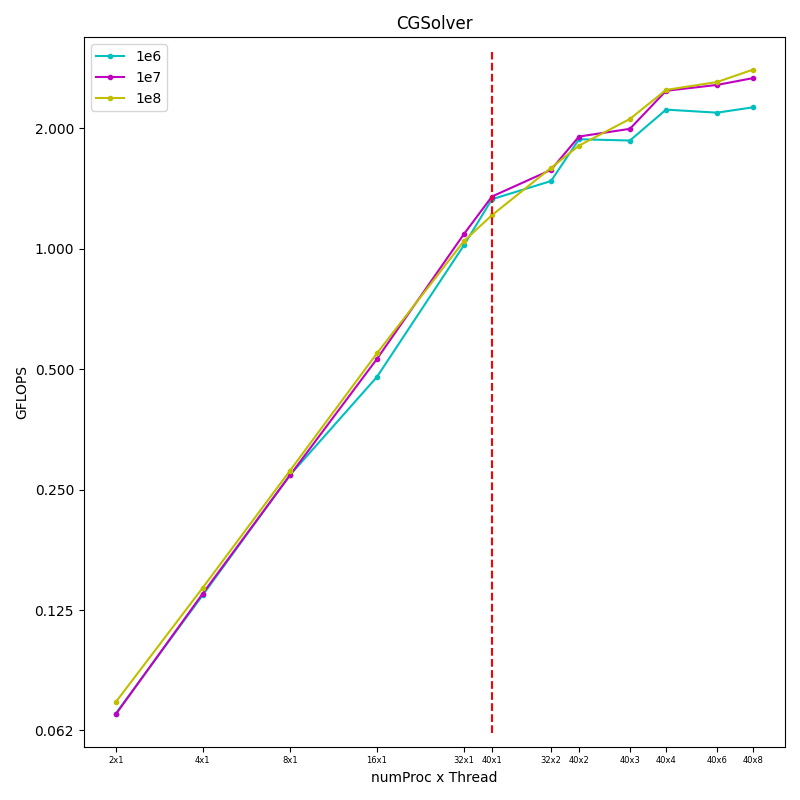 CGSolver
1e6
1e7
1e8
2.000
1.000
0.500
0.250
0.125
0.062
GFLOPS
2x1 4x1 8x1 16x1 32x1 40x1 32x2 40x2 40x3 40x4 40x6 40x8
numProc x Thread